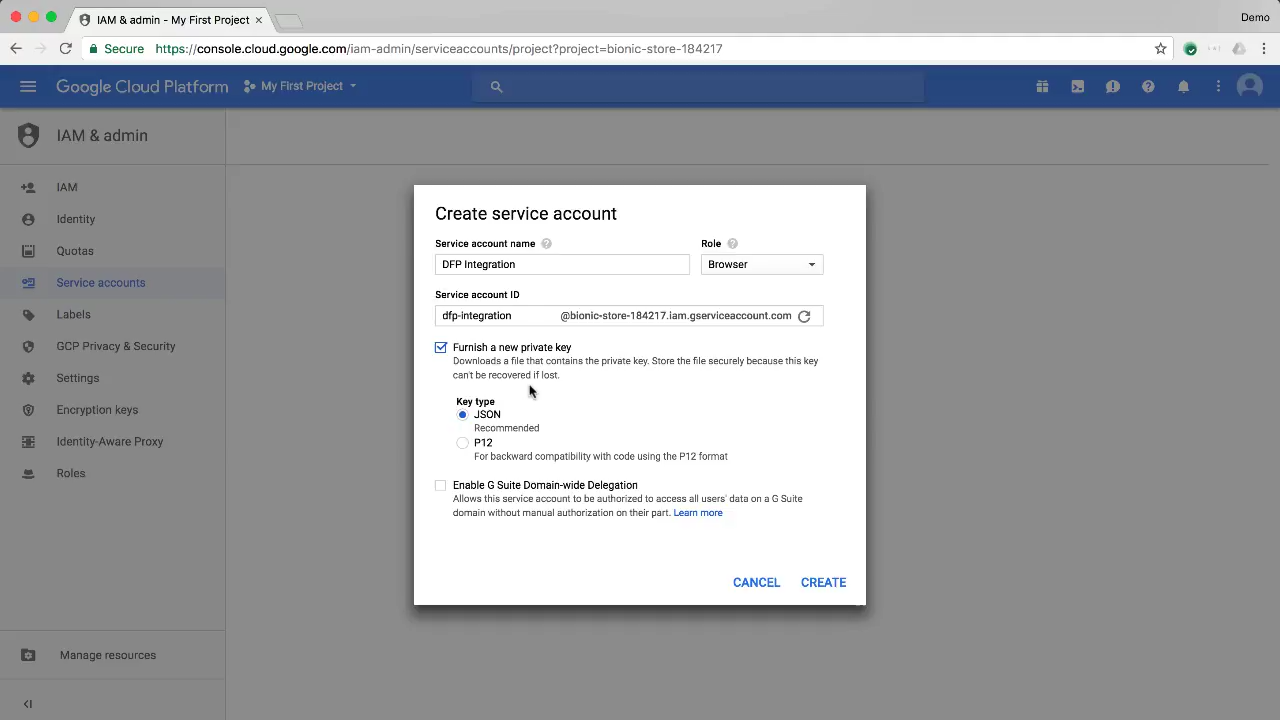 IAM & admin - My First Project
Demo
Secure https://console.cloud.google.com/iam-admin/serviceaccounts/project?project=bionic-store-184217
Google Cloud Platform My First Project
IAM & admin
IAM
Identity
Quotas
Service accounts
Labels
GCP Privacy & Security
Settings
Encryption keys
Identity-Aware Proxy
Roles
Manage resources
Create service account
Service account name Role
DFP Integration Browser
Service account ID
dfp-integration @bionic-store-184217.iam.gserviceaccount.com
Furnish a new private key
Downloads a file that contains the private key. Store the file securely because this key
can't be recovered if lost.
Key type
JSON
Recommended
P12
For backward compatibility with code using the P12 format
Enable G Suite Domain-wide Delegation
Allows this service account to be authorized to access all users' data on a G Suite
domain without manual authorization on their part. Learn more
CANCEL CREATE